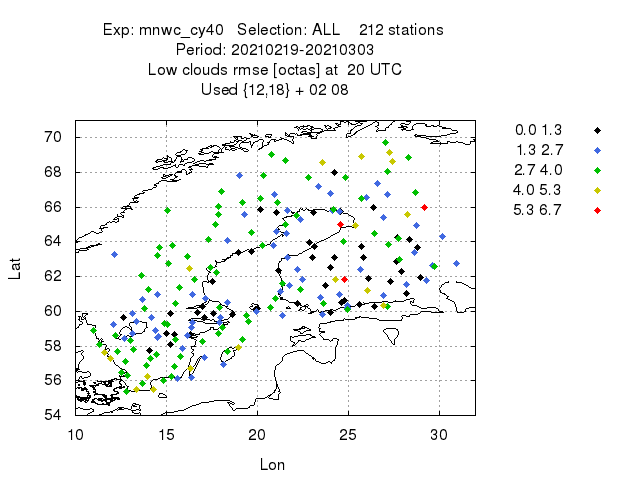 Exp: mnwc_cy40 Selection: ALL 212 stations
Period: 20210219-20210303
Low clouds rmse [octas] at 20 UTC
Used {12,18} + 02 08
0.0 1.3
1.3 2.7
2.7 4.0
4.0 5.3
5.3 6.7
Lat
70
68
66
64
62
60
58
56
54
10 15 20 25 30
Lon